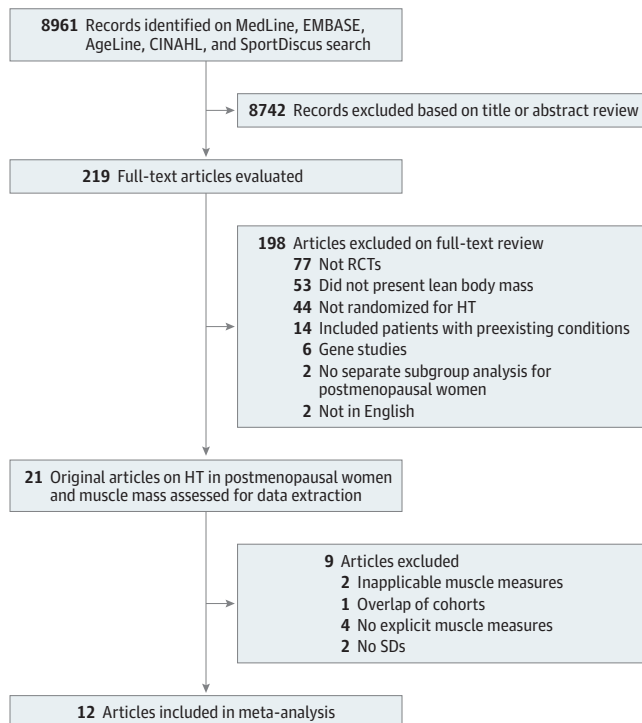 8961 Records identified on MedLine, EMBASE,
AgeLine, CINAHL, and SportDiscus search
8742 Records excluded based on title or abstract review
219 Full-text articles evaluated
198 Articles excluded on full-text review
77 Not RCTs
53 Did not present lean body mass
44 Not randomized for HT
14 Included patients with preexisting conditions
6 Gene studies
2 No separate subgroup analysis for
postmenopausal women
2 Not in English
21 Original articles on HT in postmenopausal women
and muscle mass assessed for data extraction
9 Articles excluded
2 Inapplicable muscle measures
1 Overlap of cohorts
4 No explicit muscle measures
2 No SDs
12 Articles included in meta-analysis